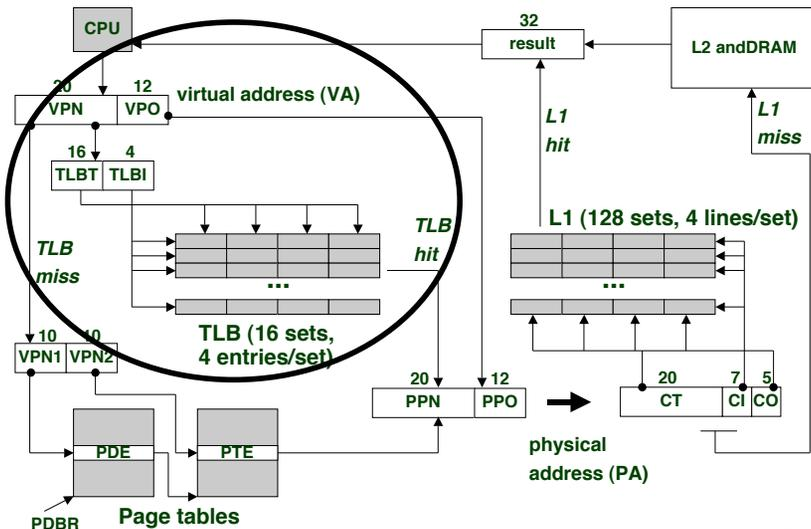 CPU
32
result
L2 andDRAM
20
12
VPN
VPO
virtual address (VA)
L1
hit
L1
miss
16
4
TLBT
TLBI
TLB
hit
L1 (128 sets, 4 lines/set)
TLB
miss
...
...
TLB (16 sets,
4 entries/set)
10
10
VPN1
VPN2
20
12
PPN
PPO
20
7
5
CT
CI
CO
physical
address (PA)
PDE
PTE
PDBR
Page tables